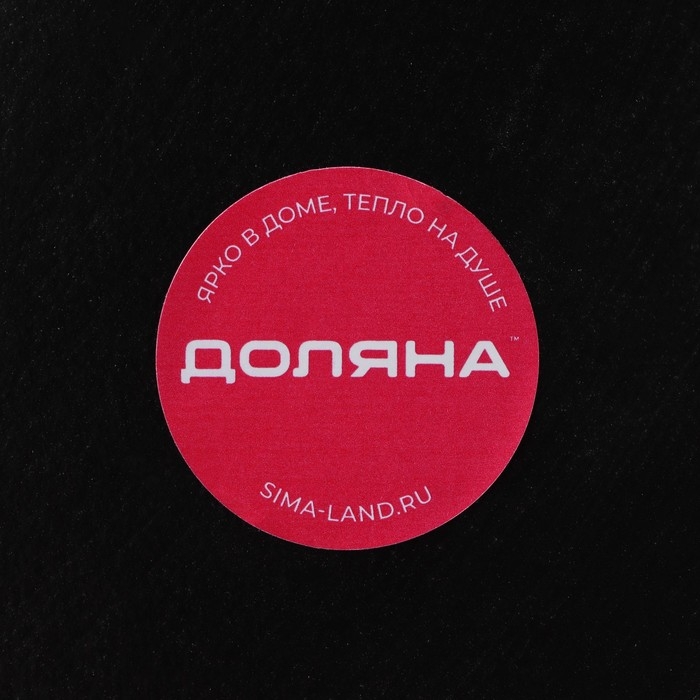 ЯРКО В ДОМЕ, ТЕПЛО НА ДУШЕ
ДОЛЯНА™
SIMA-LAND.RU